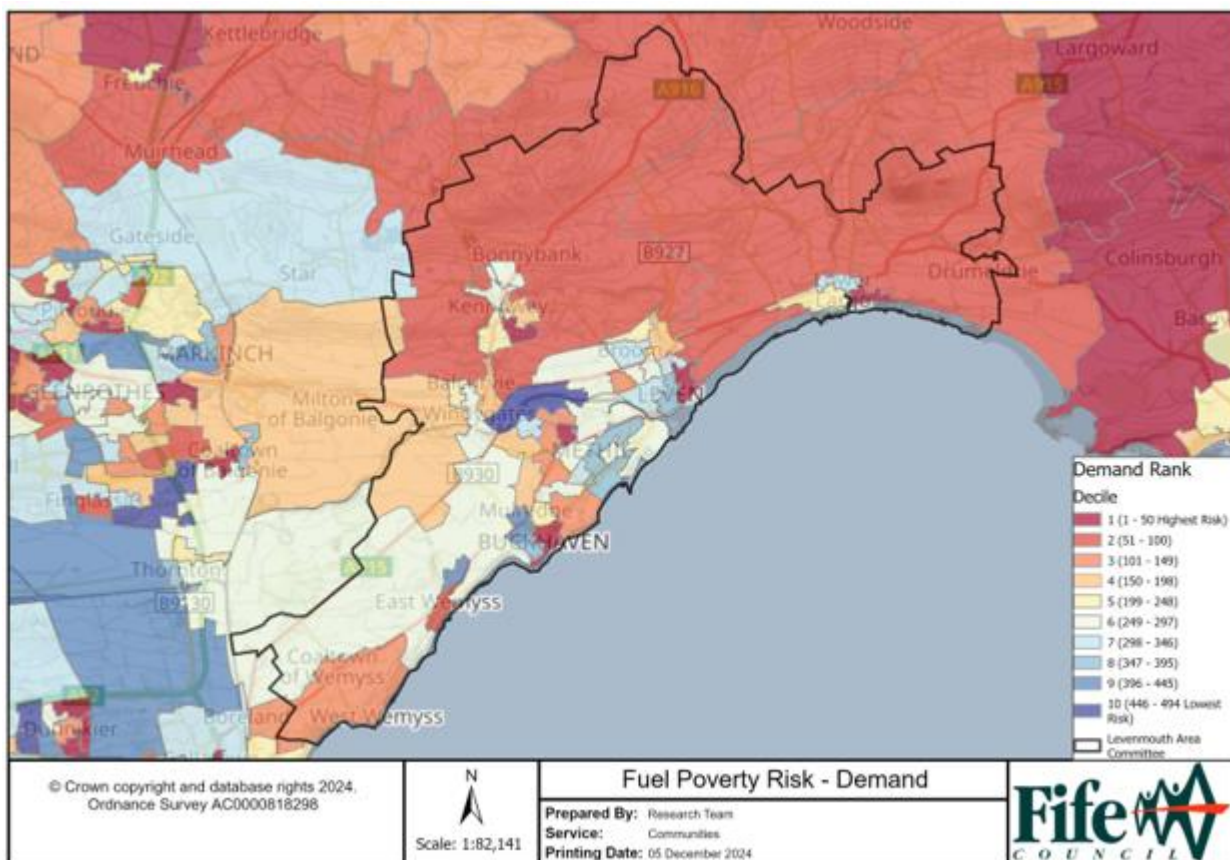 Woodside
Kettlebridge
Largoward
Freuchie
A916
A915
Muirhead
Gateside
Star
Bonnybank
B927
Drumeldrie
Colinsburgh
Kennoway
MARKINCH
GLENROTHES
Milton
of Balgonie
Windygates
LEVEN
METHIL
Coaltown
of Balgonie
B930
Finglassie
Muiredge
BUCKHAVEN
Thornton
A915
B9130
East Wemyss
Coaltown
of Wemyss
Boreland
West Wemyss
Dunnikier
Demand Rank
Decile
1 (1 - 50 Highest Risk)
2 (51 - 100)
3 (101 - 149)
4 (150 - 198)
5 (199 - 248)
6 (249 - 297)
7 (298 - 346)
8 (347 - 395)
9 (396 - 445)
10 (446 - 494 Lowest
Risk)
Levenmouth Area
Committee
© Crown copyright and database rights 2024.
Ordnance Survey AC0000818298
N
Scale: 1:82,141
Fuel Poverty Risk - Demand
Prepared By: Research Team
Service: Communities
Printing Date: 05 December 2024
Fife
COUNCIL